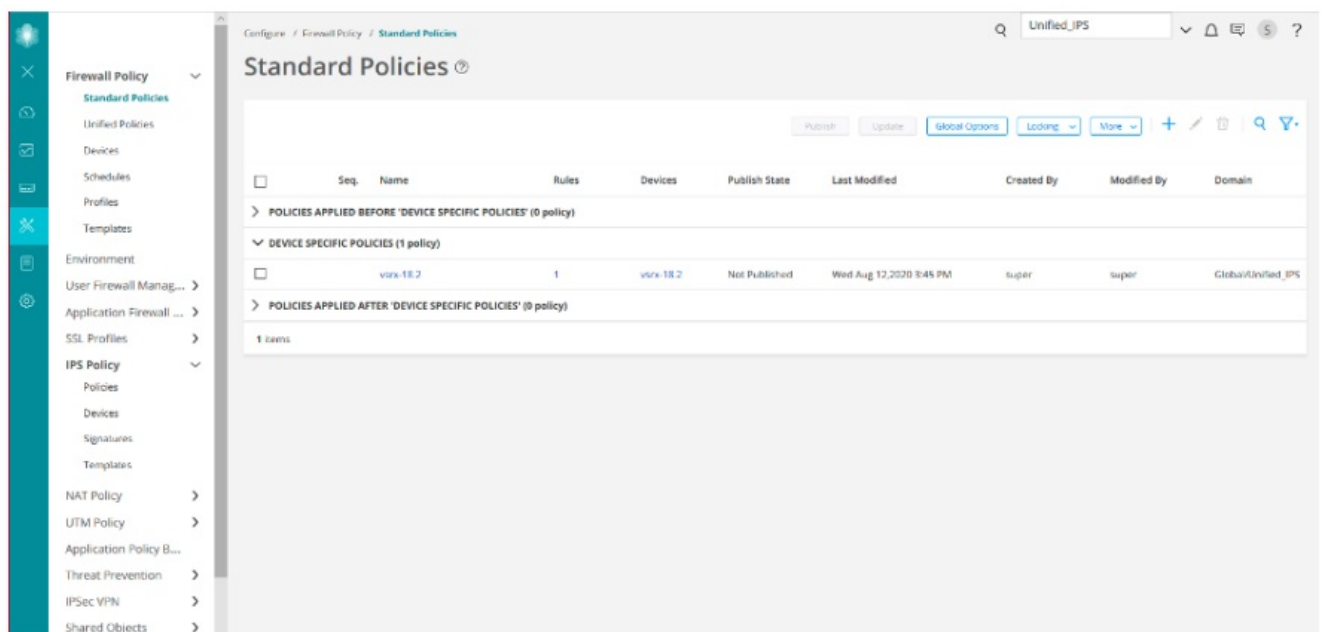 Configure / Firewall Policy / Standard Policies
Unified_IPS
S ?
Standard Policies ?
Firewall Policy
Standard Policies
Unified Policies
Devices
Schedules
Profiles
Templates
Environment
User Firewall Manag...
Application Firewall ...
SSL Profiles
IPS Policy
Policies
Devices
Signatures
Templates
NAT Policy
UTM Policy
Application Policy B...
Threat Prevention
IPSec VPN
Shared Objects
Publish Update Global Options Locking More
Seq. Name Rules Devices Publish State Last Modified Created By Modified By Domain
POLICIES APPLIED BEFORE 'DEVICE SPECIFIC POLICIES' (0 policy)
DEVICE SPECIFIC POLICIES (1 policy)
vsrx-18.2 1 vsrx-18.2 Not Published Wed Aug 12,2020 3:45 PM super super Global/Unified_IPS
POLICIES APPLIED AFTER 'DEVICE SPECIFIC POLICIES' (0 policy)
1 items